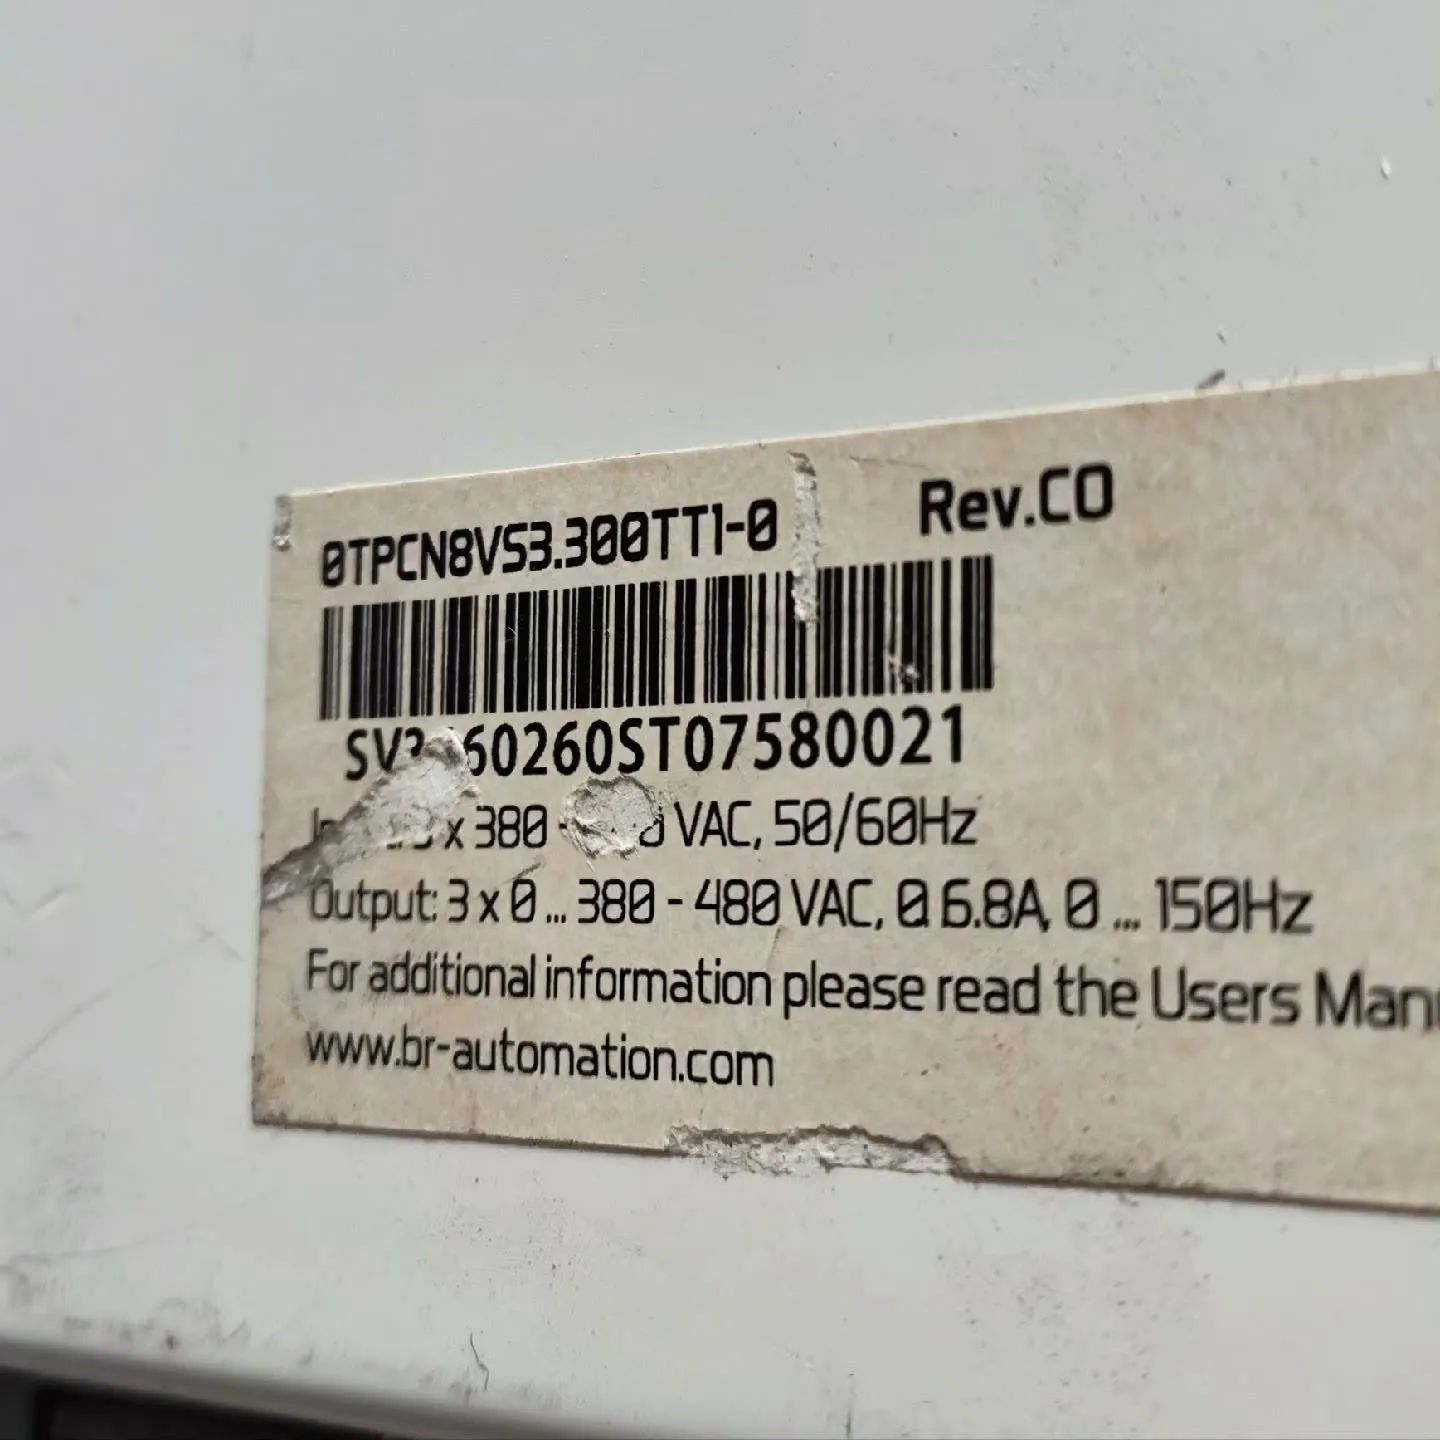 0TPCN8VS3.300TT1-0 Rev.C0
60260ST07580021
x 380 - VAC, 50/60Hz
Output: 3 x 0 ... 380 - 480 VAC, 0 6.8A, 0 ... 150Hz
For additional information please read the Users
www.br-automation.com